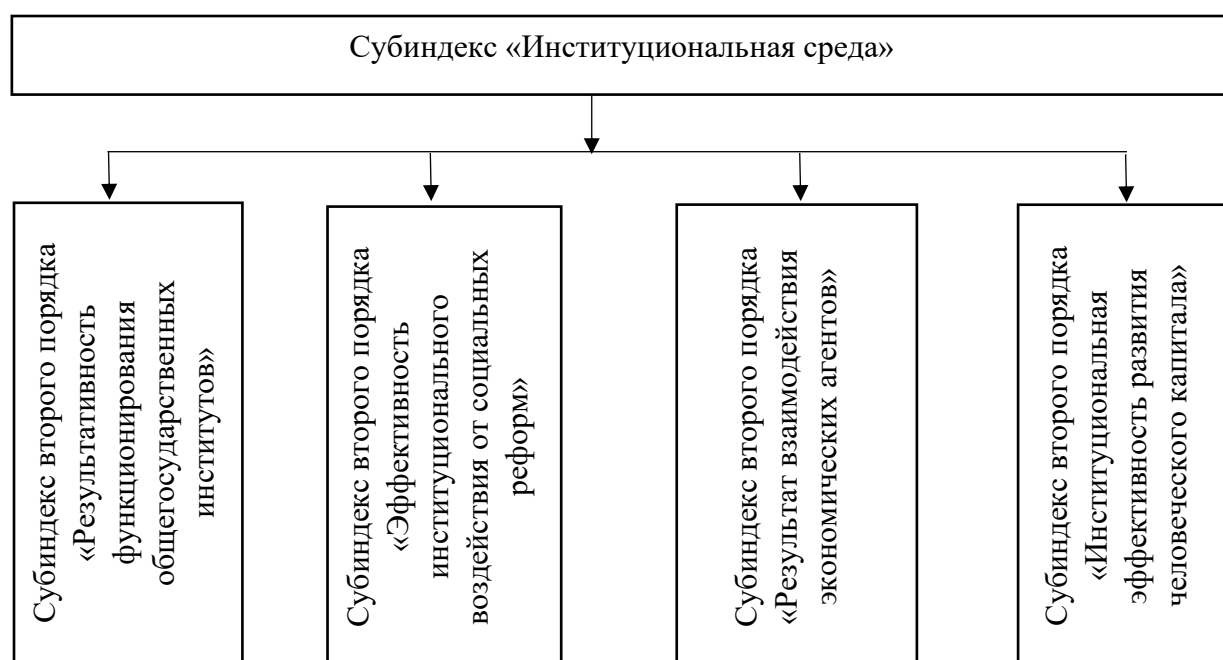 Субиндекс «Институциональная среда»
Субиндекс второго порядка
«Результативность
функционирования
общегосударственных
институтов»
Субиндекс второго порядка
«Эффективность
институционального
воздействия от социальных
реформ»
Субиндекс второго порядка
«Результат взаимодействия
экономических агентов»
Субиндекс второго порядка
«Институциональная
эффективность развития
человеческого капитала»